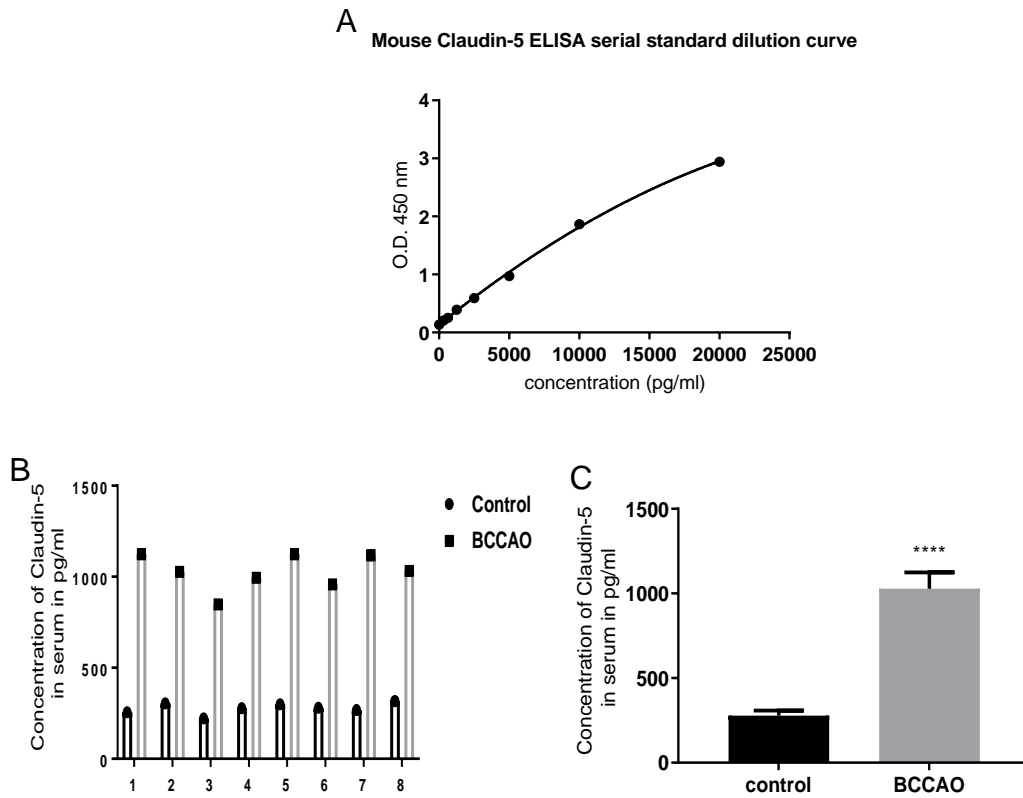 A
Mouse Claudin-5 ELISA serial standard dilution curve
4
3
2
1
0
O.D. 450 nm
0 5000 10000 15000 20000 25000
concentration (pg/ml)
B
Concentration of Claudin-5
in serum in pg/ml
1500
1000
500
0
1 2 3 4 5 6 7 8
Control
BCCAO
C
Concentration of Claudin-5
in serum in pg/ml
1500
1000
500
0
****
control BCCAO